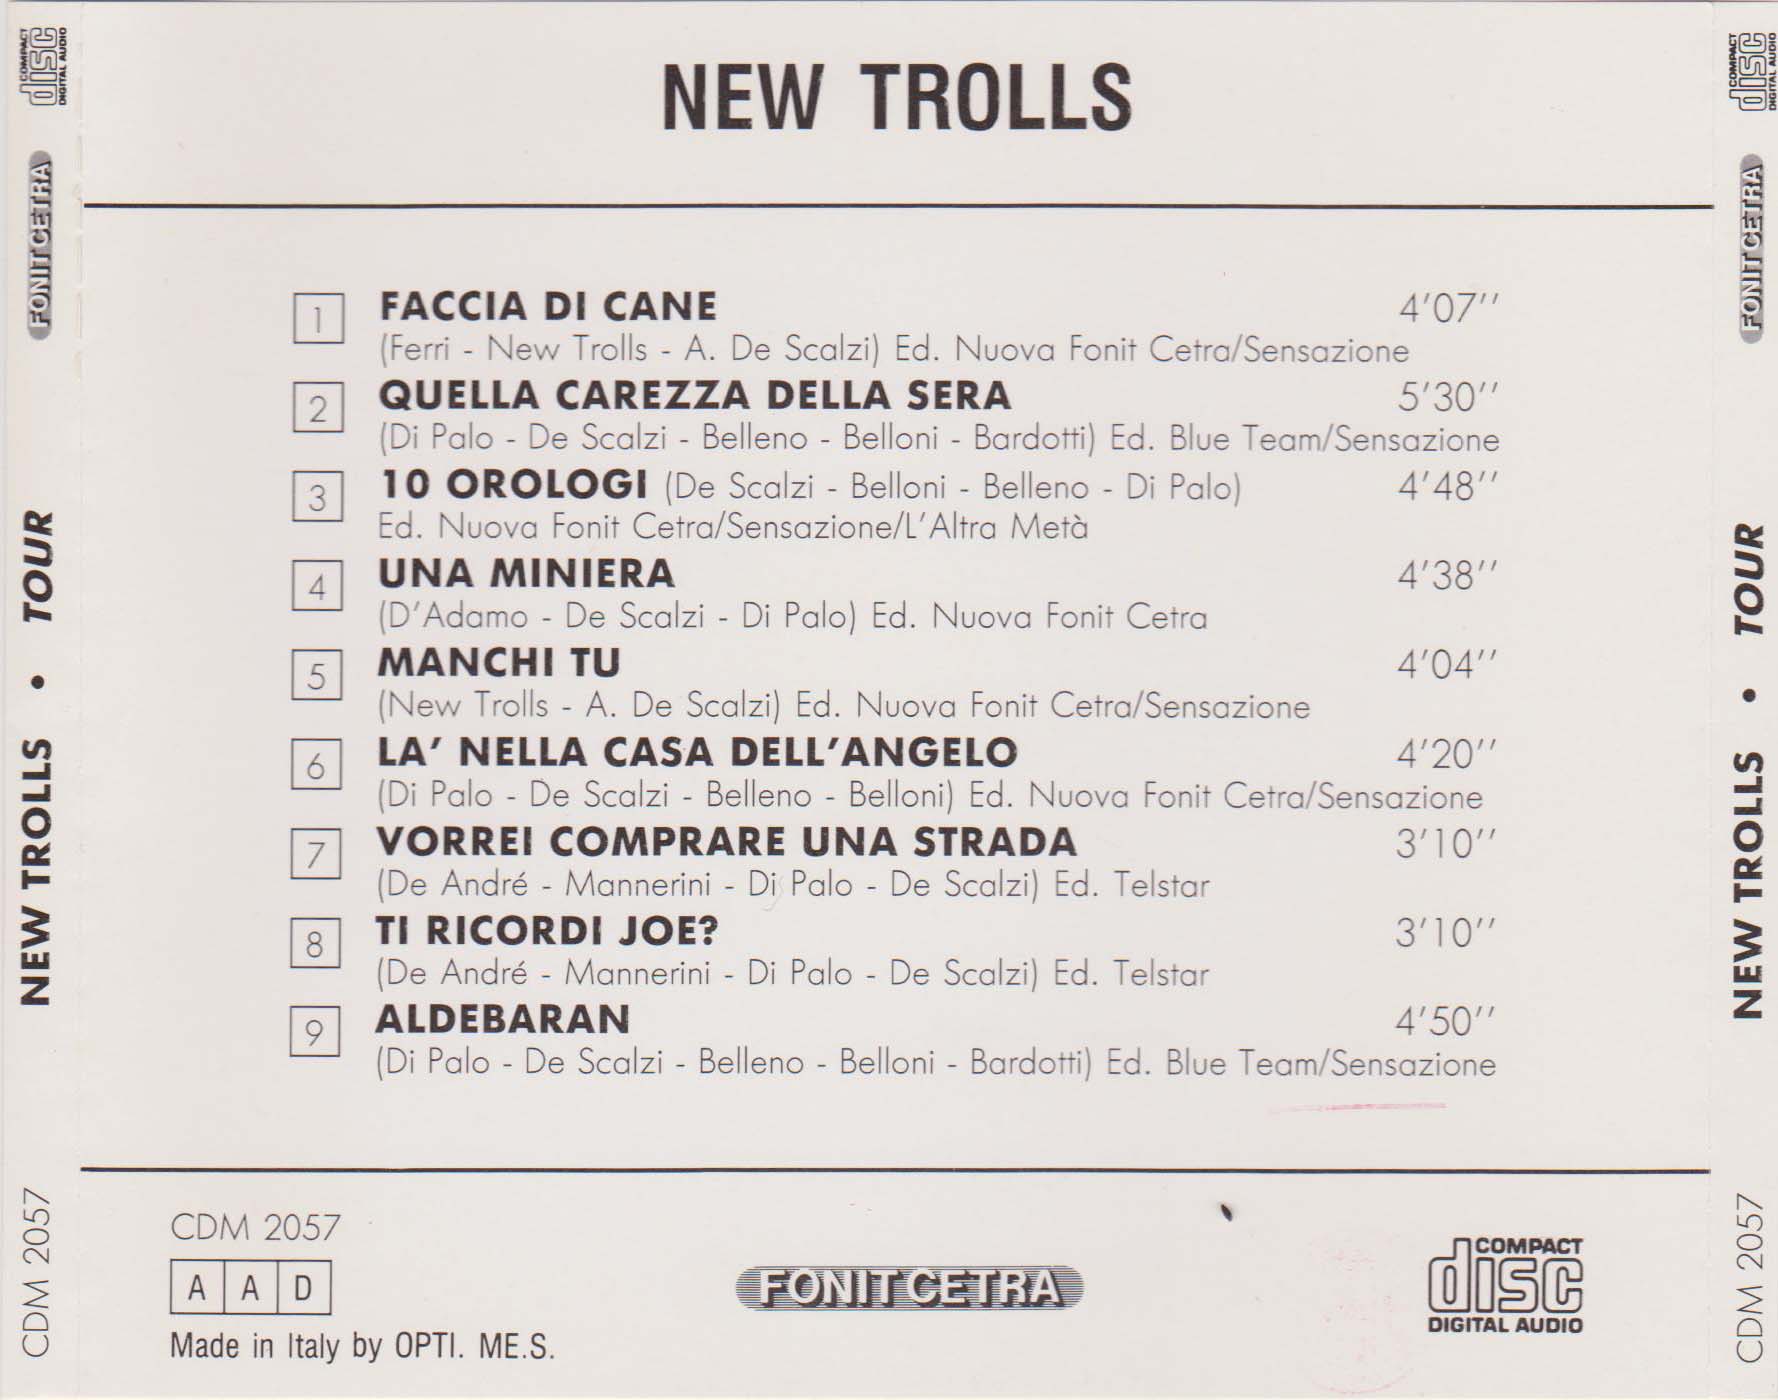 COMPACT
disc
DIGITAL AUDIO
FONIT CETRA
NEW TROLLS • TOUR
CDM 2057
NEW TROLLS
1 FACCIA DI CANE 4'07''
(Ferri - New Trolls - A. De Scalzi) Ed. Nuova Fonit Cetra/Sensazione
2 QUELLA CAREZZA DELLA SERA 5'30''
(Di Palo - De Scalzi - Belleno - Belloni - Bardotti) Ed. Blue Team/Sensazione
3 10 OROLOGI (De Scalzi - Belloni - Belleno - Di Palo) 4'48''
Ed. Nuova Fonit Cetra/Sensazione/L'Altra Metà
4 UNA MINIERA 4'38''
(D'Adamo - De Scalzi - Di Palo) Ed. Nuova Fonit Cetra
5 MANCHI TU 4'04''
(New Trolls - A. De Scalzi) Ed. Nuova Fonit Cetra/Sensazione
6 LA' NELLA CASA DELL'ANGELO 4'20''
(Di Palo - De Scalzi - Belleno - Belloni) Ed. Nuova Fonit Cetra/Sensazione
7 VORREI COMPRARE UNA STRADA 3'10''
(De André - Mannerini - Di Palo - De Scalzi) Ed. Telstar
8 TI RICORDI JOE? 3'10''
(De André - Mannerini - Di Palo - De Scalzi) Ed. Telstar
9 ALDEBARAN 4'50''
(Di Palo - De Scalzi - Belleno - Belloni - Bardotti) Ed. Blue Team/Sensazione
CDM 2057
A A D
Made in Italy by OPTI. ME.S.
FONIT CETRA
COMPACT
disc
DIGITAL AUDIO
COMPACT
disc
DIGITAL AUDIO
FONIT CETRA
NEW TROLLS • TOUR
CDM 2057